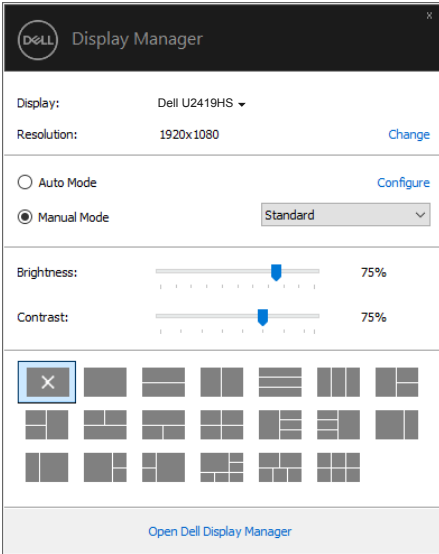 x
DELL Display Manager
Display: Dell U2419HS
Resolution: 1920x1080 Change
Auto Mode Configure
Manual Mode Standard
Brightness: 75%
Contrast: 75%
Open Dell Display Manager